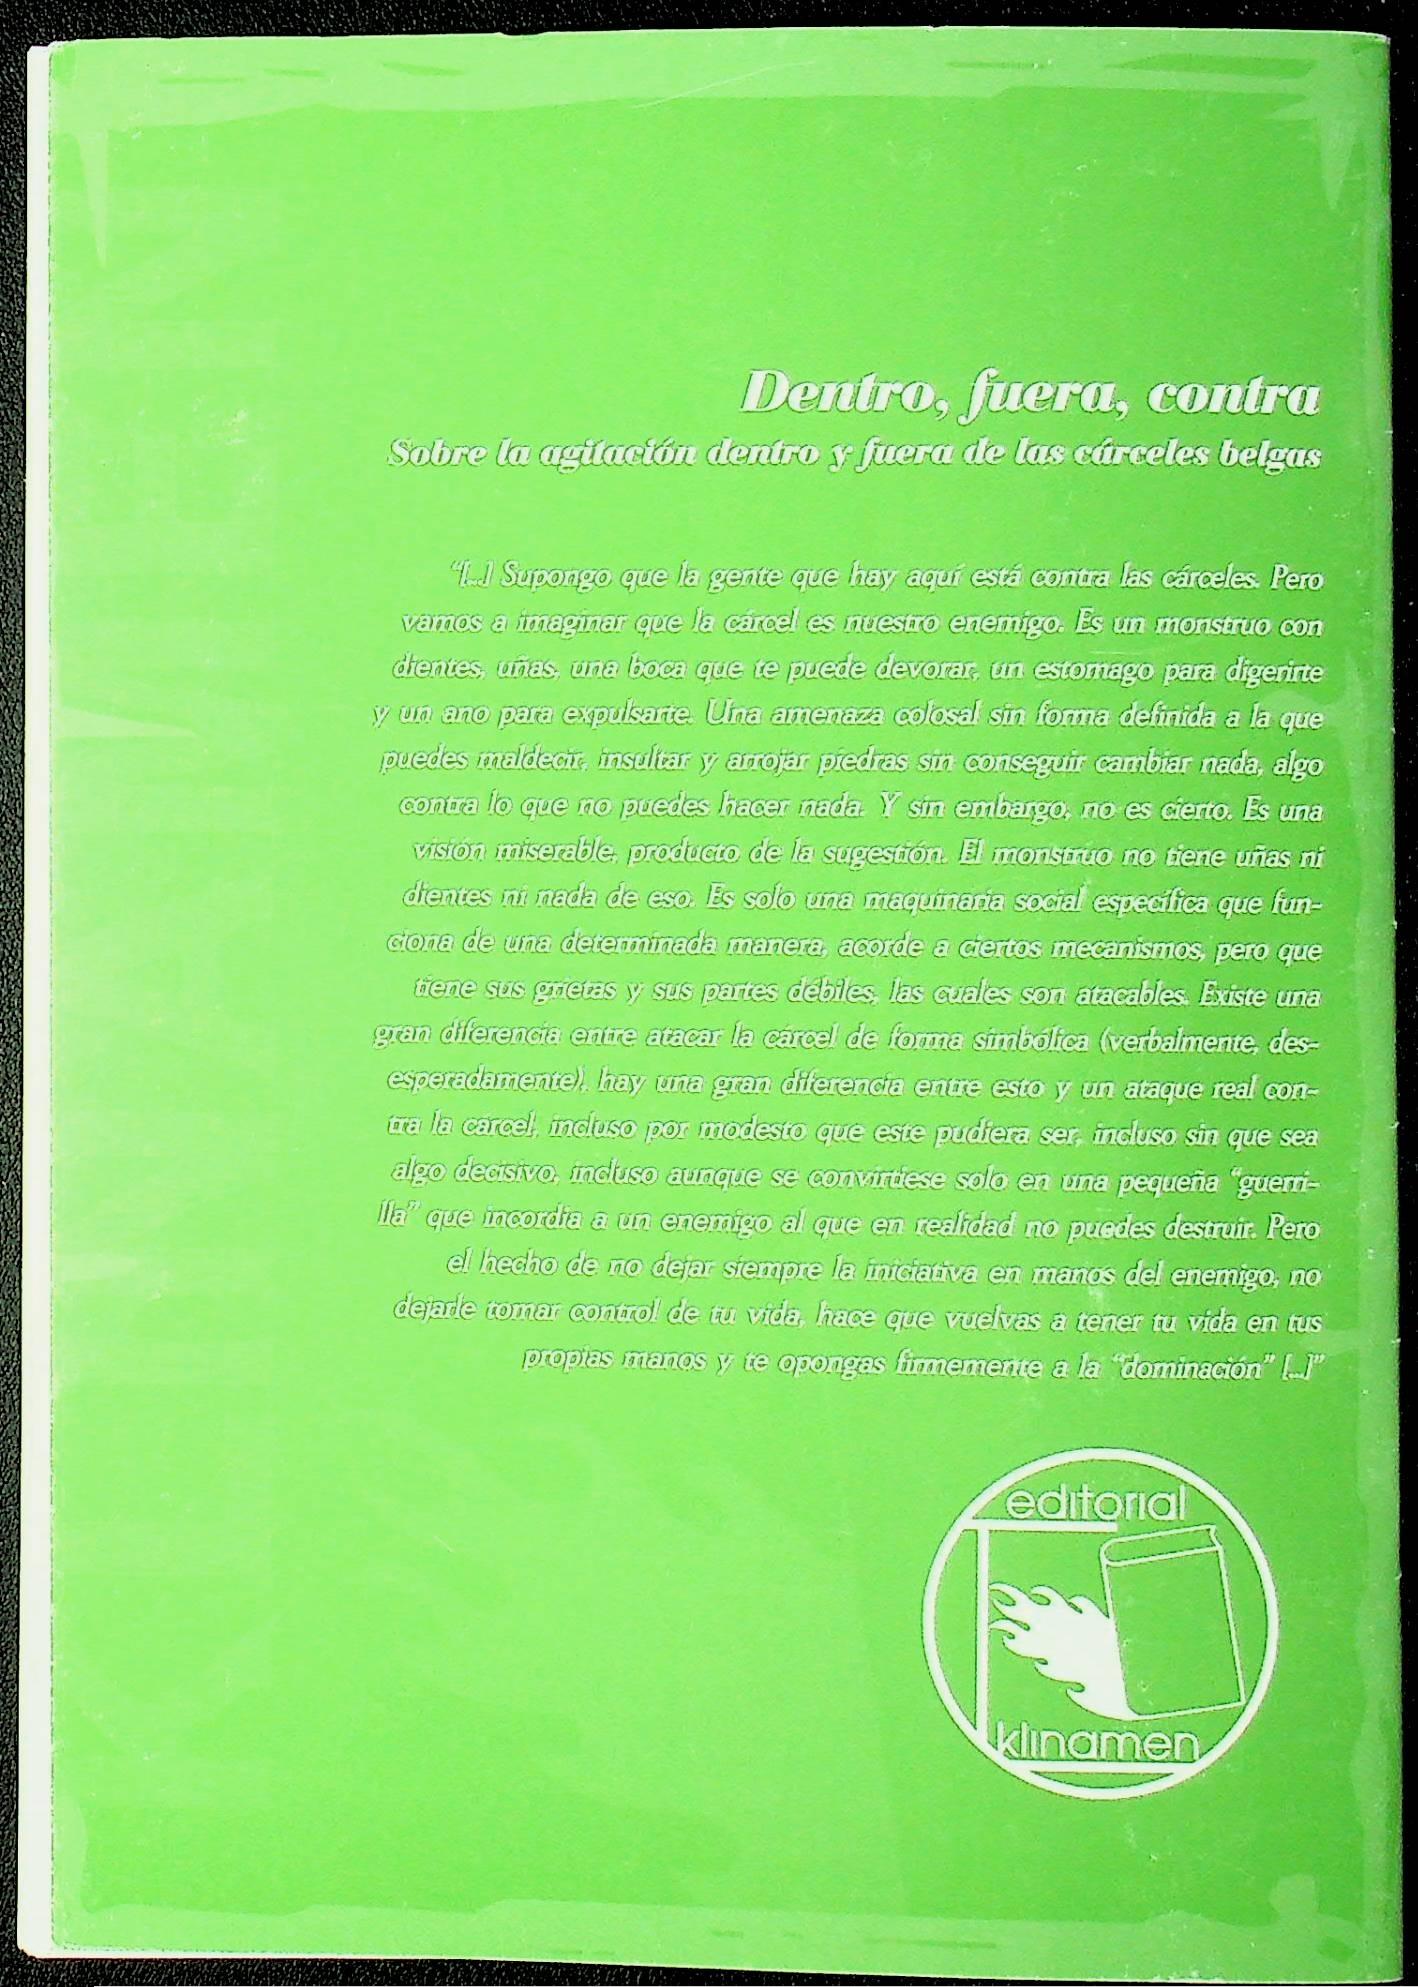 Dentro, fuera, contra
Sobre la agitación dentro y fuera de las cárceles belgas
“[...] Supongo que la gente que hay aquí está contra las cárceles. Pero
vamos a imaginar que la cárcel es nuestro enemigo. Es un monstruo con
dientes, uñas, una boca que te puede devorar, un estomago para digerirte
y un ano para expulsarte. Una amenaza colosal sin forma definida a la que
puedes maldecir, insultar y arrojar piedras sin conseguir cambiar nada, algo
contra lo que no puedes hacer nada. Y sin embargo, no es cierto. Es una
visión miserable, producto de la sugestión. El monstruo no tiene uñas ni
dientes ni nada de eso. Es solo una maquinaria social específica que fun-
ciona de una determinada manera, acorde a ciertos mecanismos, pero que
tiene sus grietas y sus partes débiles, las cuales son atacables. Existe una
gran diferencia entre atacar la cárcel de forma simbólica (verbalmente, des-
esperadamente), hay una gran diferencia entre esto y un ataque real con-
tra la carcel, incluso por modesto que este pudiera ser, incluso sin que sea
algo decisivo, incluso aunque se convirtiese solo en una pequeña “guerri-
lla” que incordia a un enemigo al que en realidad no puedes destruir. Pero
el hecho de no dejar siempre la iniciativa en manos del enemigo, no
dejarle tomar control de tu vida, hace que vuelvas a tener tu vida en tus
propias manos y te opongas firmemente a la “dominación” [...]”
editorial
klinamen